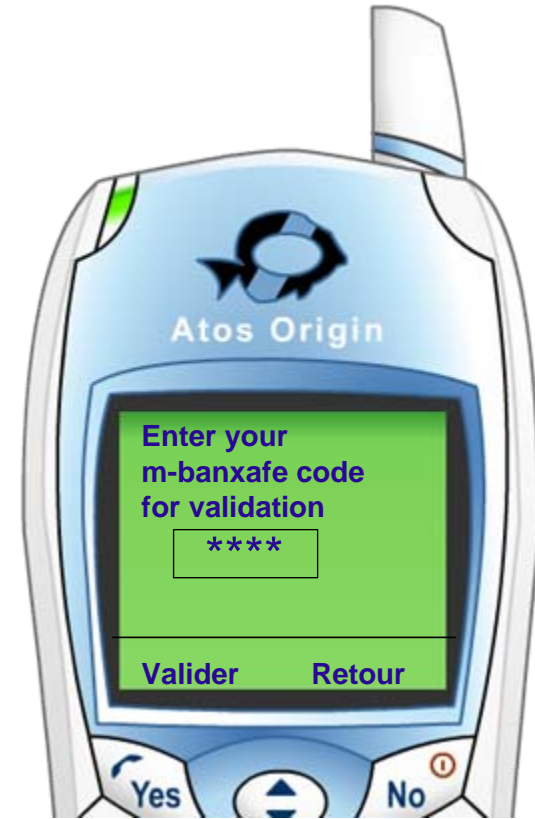 Atos Origin
Enter your
m-banxafe code
for validation
****
Valider Retour
Yes No